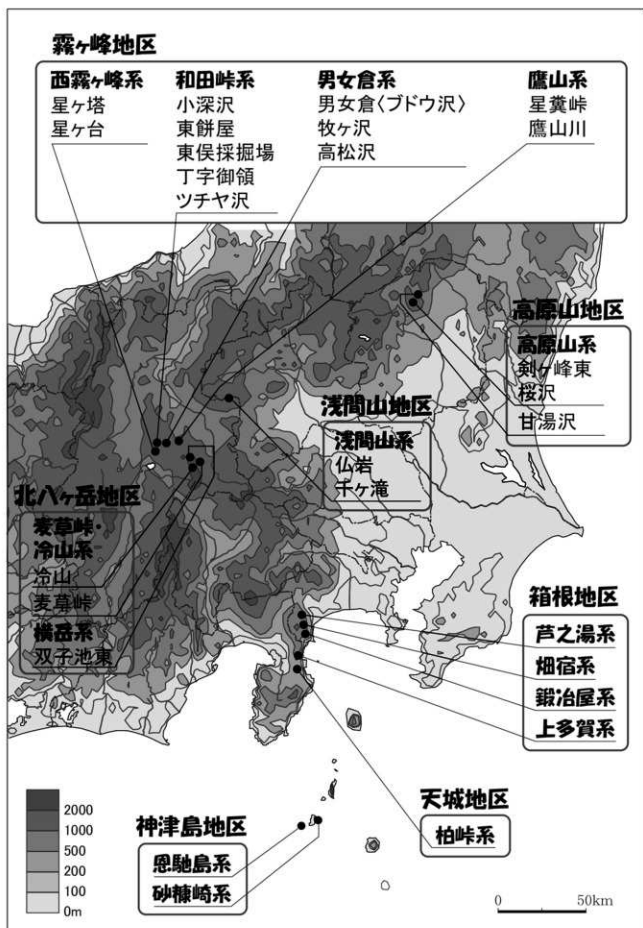 霧ヶ峰地区
西霧ヶ峰系
星ヶ塔
星ヶ台
和田峠系
小深沢
東餅屋
東俣採掘場
丁字御領
ツチヤ沢
男女倉系
男女倉〈ブドウ沢〉
牧ヶ沢
高松沢
鷹山系
星糞峠
鷹山川
高原山地区
高原山系
剣ヶ峰東
桜沢
甘湯沢
浅間山地区
浅間山系
仏岩
千ヶ滝
北八ヶ岳地区
麦草峠・
冷山系
冷山
麦草峠
横岳系
双子池東
箱根地区
芦之湯系
畑宿系
鍛冶屋系
上多賀系
天城地区
柏峠系
神津島地区
恩馳島系
砂糠崎系
2000
1000
500
200
100
0m
0 50km